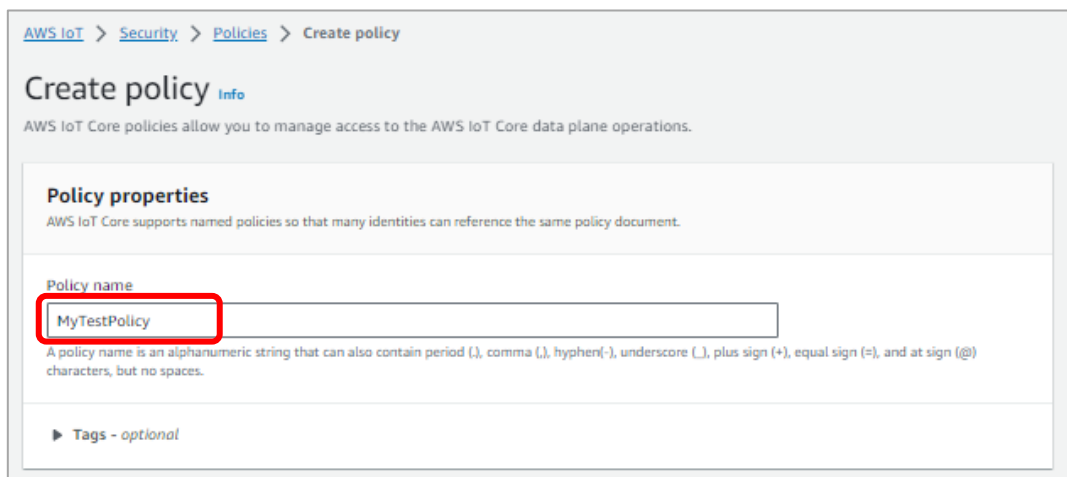 AWS IoT > Security > Policies > Create policy
Create policy Info
AWS IoT Core policies allow you to manage access to the AWS IoT Core data plane operations.
Policy properties
AWS IoT Core supports named policies so that many identities can reference the same policy document.
Policy name
MyTestPolicy
A policy name is an alphanumeric string that can also contain period (.), comma (,), hyphen(-), underscore (_), plus sign (+), equal sign (=), and at sign (@)
characters, but no spaces.
Tags - optional